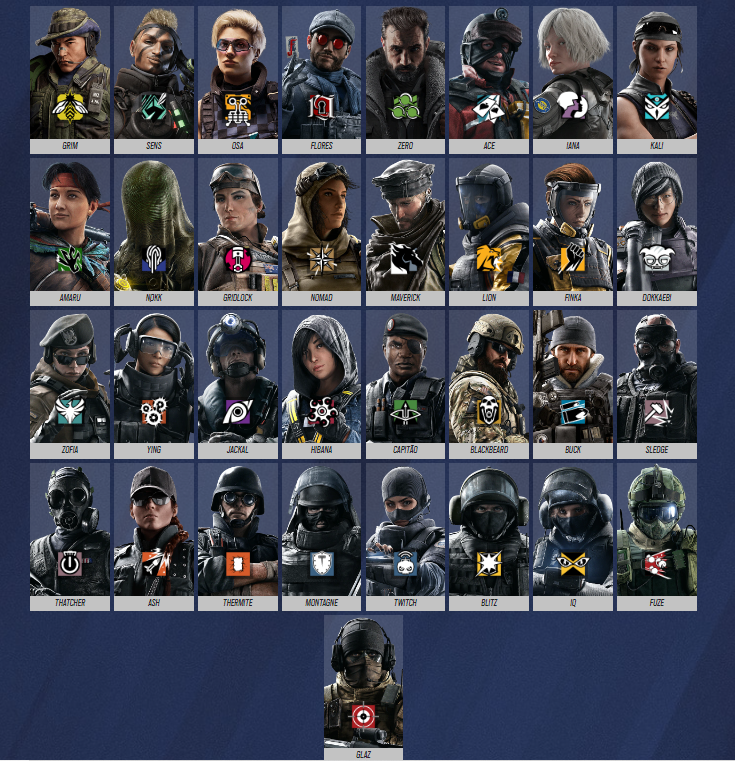 GRIM
SENS
OSA
FLORES
ZERO
ACE
IANA
KALI
AMARU
NØKK
GRIDLOCK
NOMAD
MAVERICK
LION
FINKA
DOKKAEBI
ZOFIA
YING
JACKAL
HIBANA
CAPITÃO
BLACKBEARD
BUCK
SLEDGE
THATCHER
ASH
THERMITE
MONTAGNE
TWITCH
BLITZ
IQ
FUZE
GLAZ